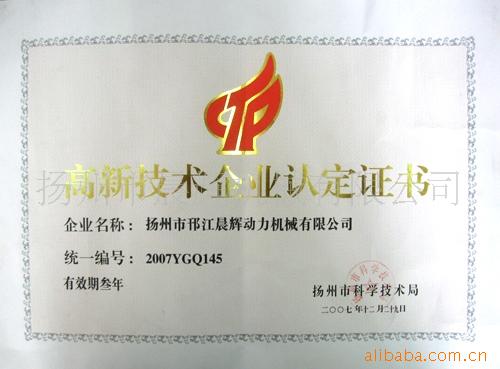 高新技术企业认定证书
企业名称：扬州市邗江晨辉动力机械有限公司
统一编号：2007YGQ145
有效期叁年
扬州市科学技术局
二〇〇七年十二月二十九日
alibaba.com.cn